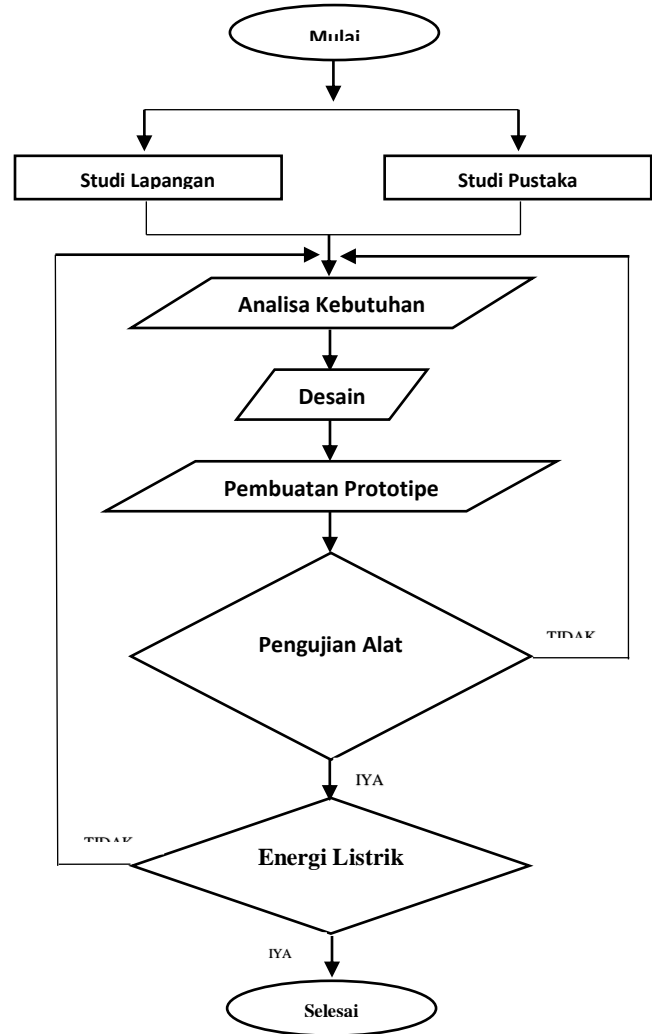 Mulai
Studi Lapangan
Studi Pustaka
Analisa Kebutuhan
Desain
Pembuatan Prototipe
Pengujian Alat
TIDAK
IYA
TIDAK
Energi Listrik
IYA
Selesai